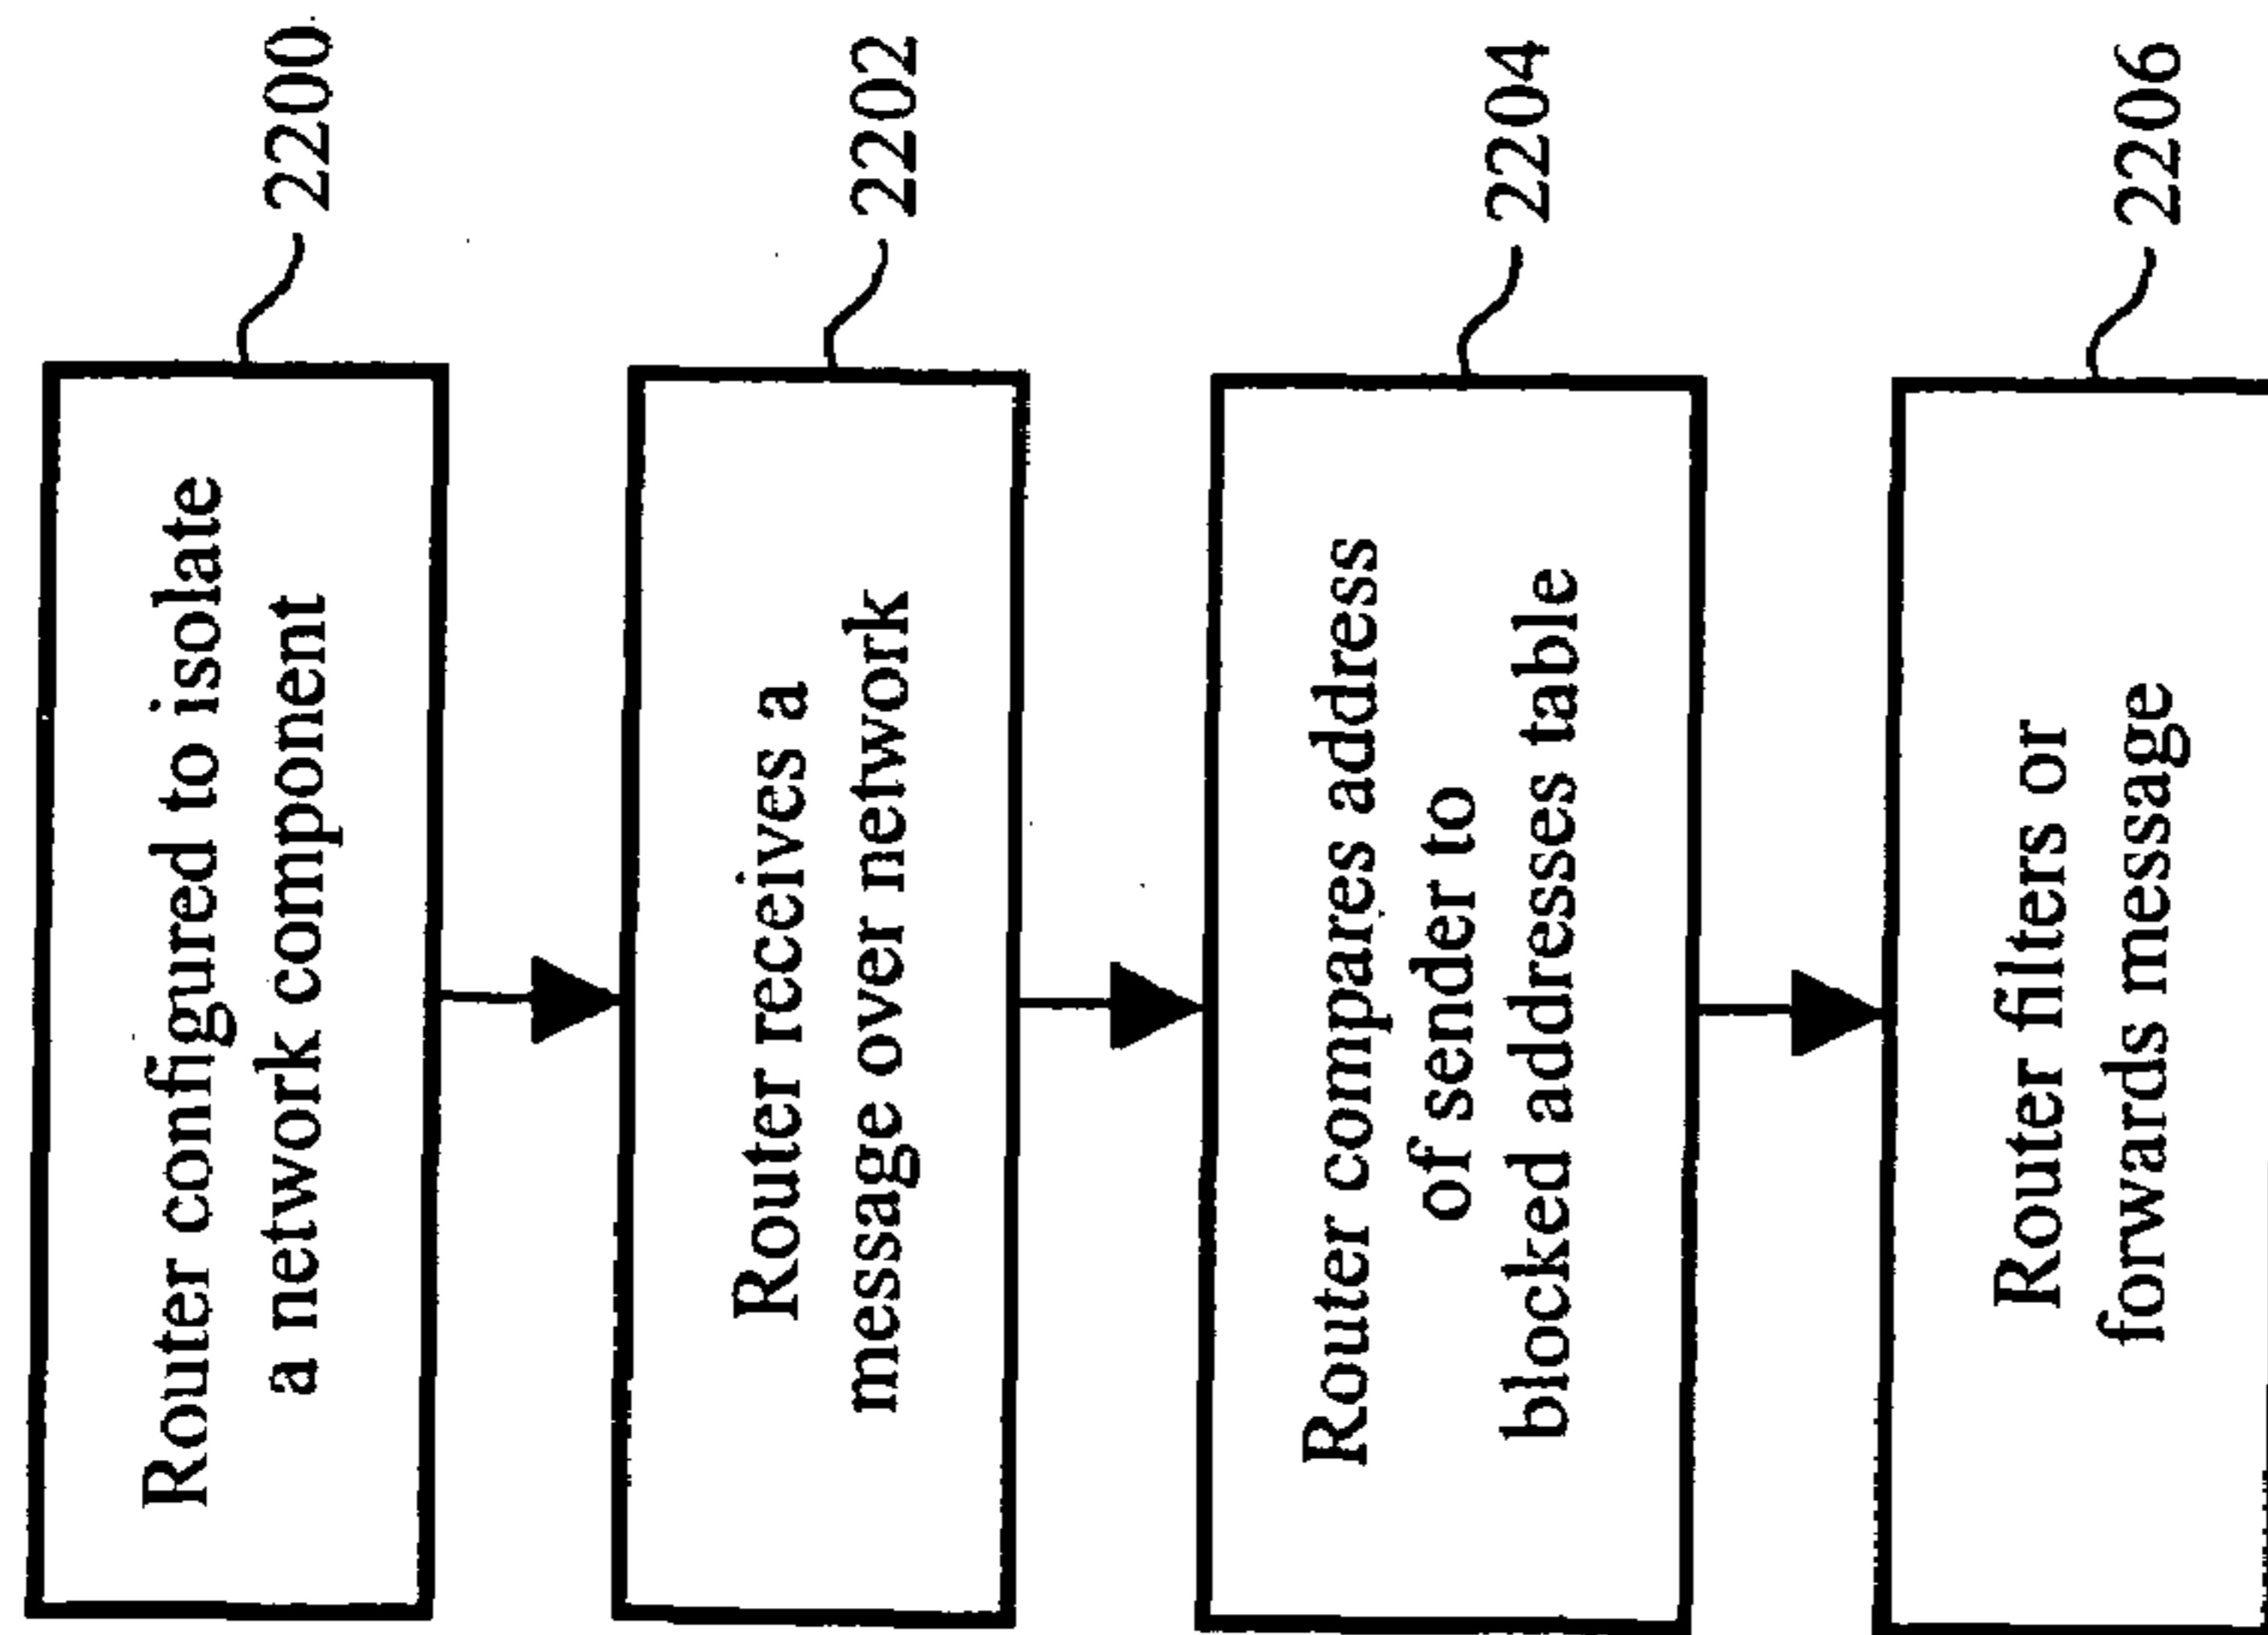 Router configured to isolate
a network component
2200
Router receives a
message over network
2202
Router compares address
of sender to
blocked addresses table
2204
Router filters or
forwards message
2206